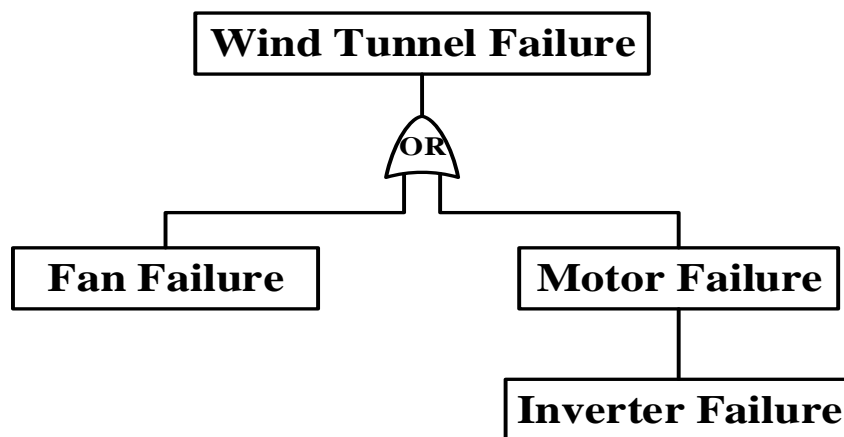 Wind Tunnel Failure
OR
Fan Failure
Motor Failure
Inverter Failure